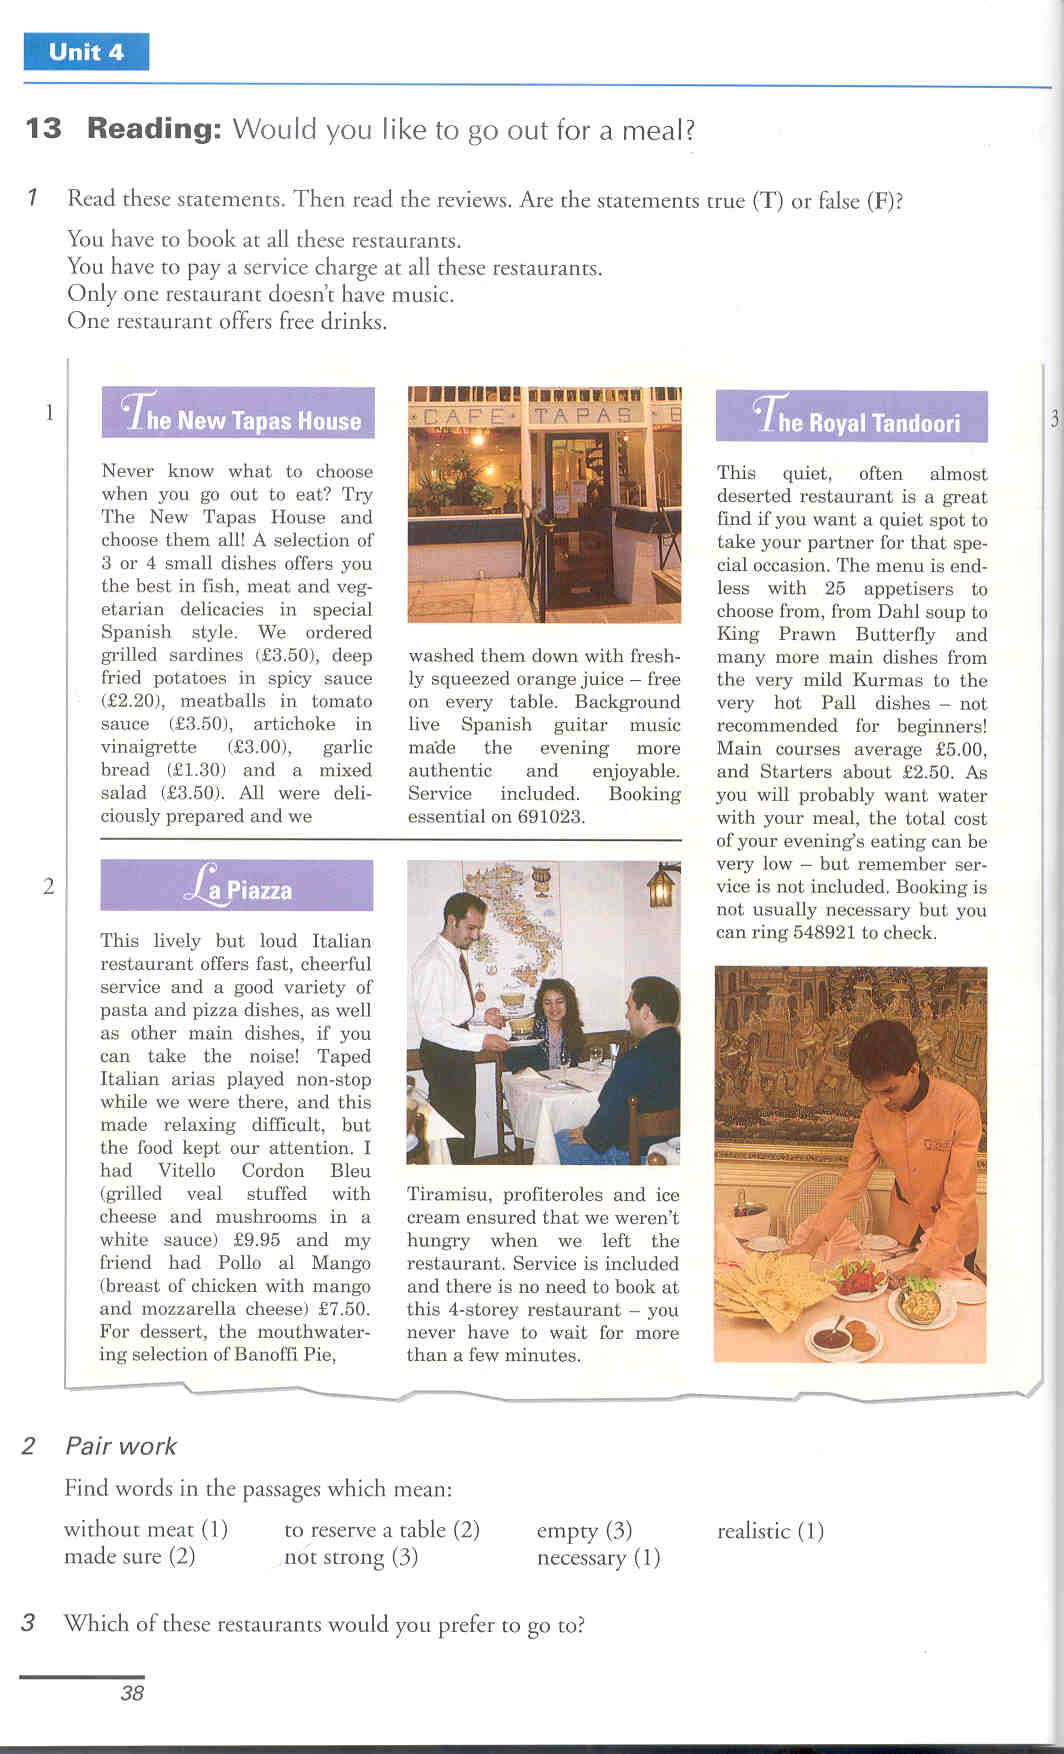 Unit 4
13 Reading: Would you like to go out for a meal?
1 Read these statements. Then read the reviews. Are the statements true (T) or false (F)?
You have to book at all these restaurants.
You have to pay a service charge at all these restaurants.
Only one restaurant doesn't have music.
One restaurant offers free drinks.
1
The New Tapas House
Never know what to choose
when you go out to eat? Try
The New Tapas House and
choose them all! A selection of
3 or 4 small dishes offers you
the best in fish, meat and veg-
etarian delicacies in special
Spanish style. We ordered
grilled sardines (£3.50), deep
fried potatoes in spicy sauce
(£2.20), meatballs in tomato
sauce (£3.50), artichoke in
vinaigrette (£3.00), garlic
bread (£1.30) and a mixed
salad (£3.50). All were deli-
ciously prepared and we
CAFE TAPAS B
washed them down with fresh-
ly squeezed orange juice – free
on every table. Background
live Spanish guitar music
made the evening more
authentic and enjoyable.
Service included. Booking
essential on 691023.
2
La Piazza
This lively but loud Italian
restaurant offers fast, cheerful
service and a good variety of
pasta and pizza dishes, as well
as other main dishes, if you
can take the noise! Taped
Italian arias played non-stop
while we were there, and this
made relaxing difficult, but
the food kept our attention. I
had Vitello Cordon Bleu
(grilled veal stuffed with
cheese and mushrooms in a
white sauce) £9.95 and my
friend had Pollo al Mango
(breast of chicken with mango
and mozzarella cheese) £7.50.
For dessert, the mouthwater-
ing selection of Banoffi Pie,
Tiramisu, profiteroles and ice
cream ensured that we weren't
hungry when we left the
restaurant. Service is included
and there is no need to book at
this 4-storey restaurant – you
never have to wait for more
than a few minutes.
3
The Royal Tandoori
This quiet, often almost
deserted restaurant is a great
find if you want a quiet spot to
take your partner for that spe-
cial occasion. The menu is end-
less with 25 appetisers to
choose from, from Dahl soup to
King Prawn Butterfly and
many more main dishes from
the very mild Kurmas to the
very hot Pall dishes – not
recommended for beginners!
Main courses average £5.00,
and Starters about £2.50. As
you will probably want water
with your meal, the total cost
of your evening's eating can be
very low – but remember ser-
vice is not included. Booking is
not usually necessary but you
can ring 548921 to check.
2 Pair work
Find words in the passages which mean:
without meat (1) to reserve a table (2) empty (3) realistic (1)
made sure (2) not strong (3) necessary (1)
3 Which of these restaurants would you prefer to go to?
38